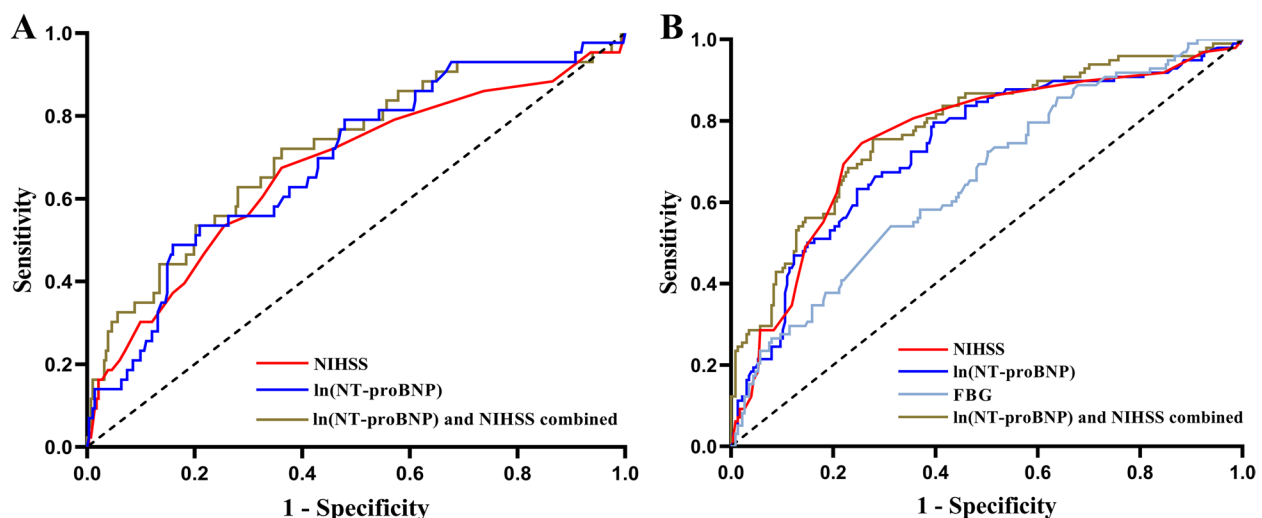 A
Sensitivity
1.0
0.8
0.6
0.4
0.2
0.0
0.0 0.2 0.4 0.6 0.8 1.0
1 - Specificity
NIHSS
ln(NT-proBNP)
ln(NT-proBNP) and NIHSS combined
B
Sensitivity
1.0
0.8
0.6
0.4
0.2
0.0
0.0 0.2 0.4 0.6 0.8 1.0
1 - Specificity
NIHSS
ln(NT-proBNP)
FBG
ln(NT-proBNP) and NIHSS combined